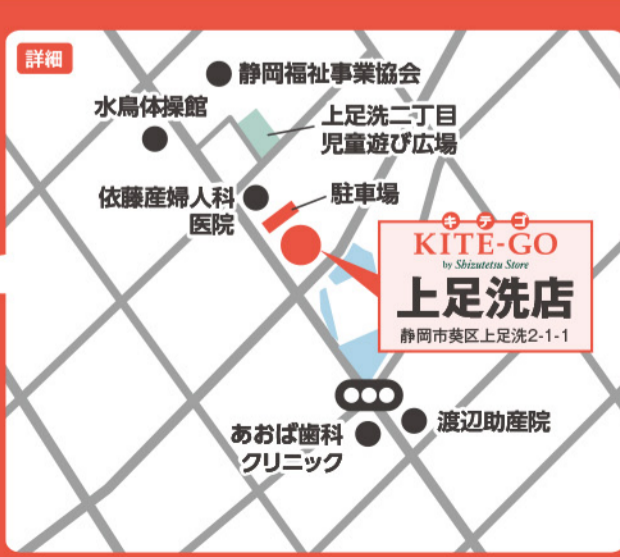 詳細
静岡福祉事業協会
水鳥体操館
上足洗二丁目
児童遊び広場
依藤産婦人科
医院
駐車場
キテゴ
KITE-GO
by Shizutetsu Store
上足洗店
静岡市葵区上足洗2-1-1
渡辺助産院
あおば歯科
クリニック